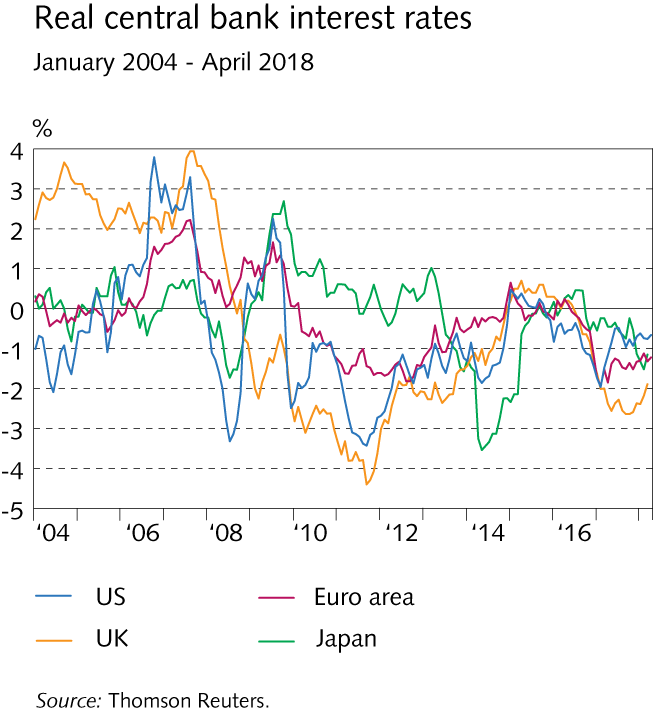 Real central bank interest rates
January 2004 - April 2018
%
4
3
2
1
0
-1
-2
-3
-4
-5
‘04 ‘06 ‘08 ‘10 ‘12 ‘14 ‘16
US Euro area
UK Japan
Source: Thomson Reuters.